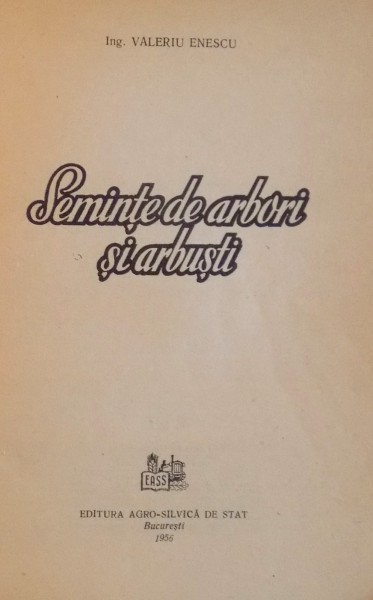 Ing. VALERIU ENESCU
Semințe de arbori
și arbuști
EASS
EDITURA AGRO-SILVICĂ DE STAT
București
1956